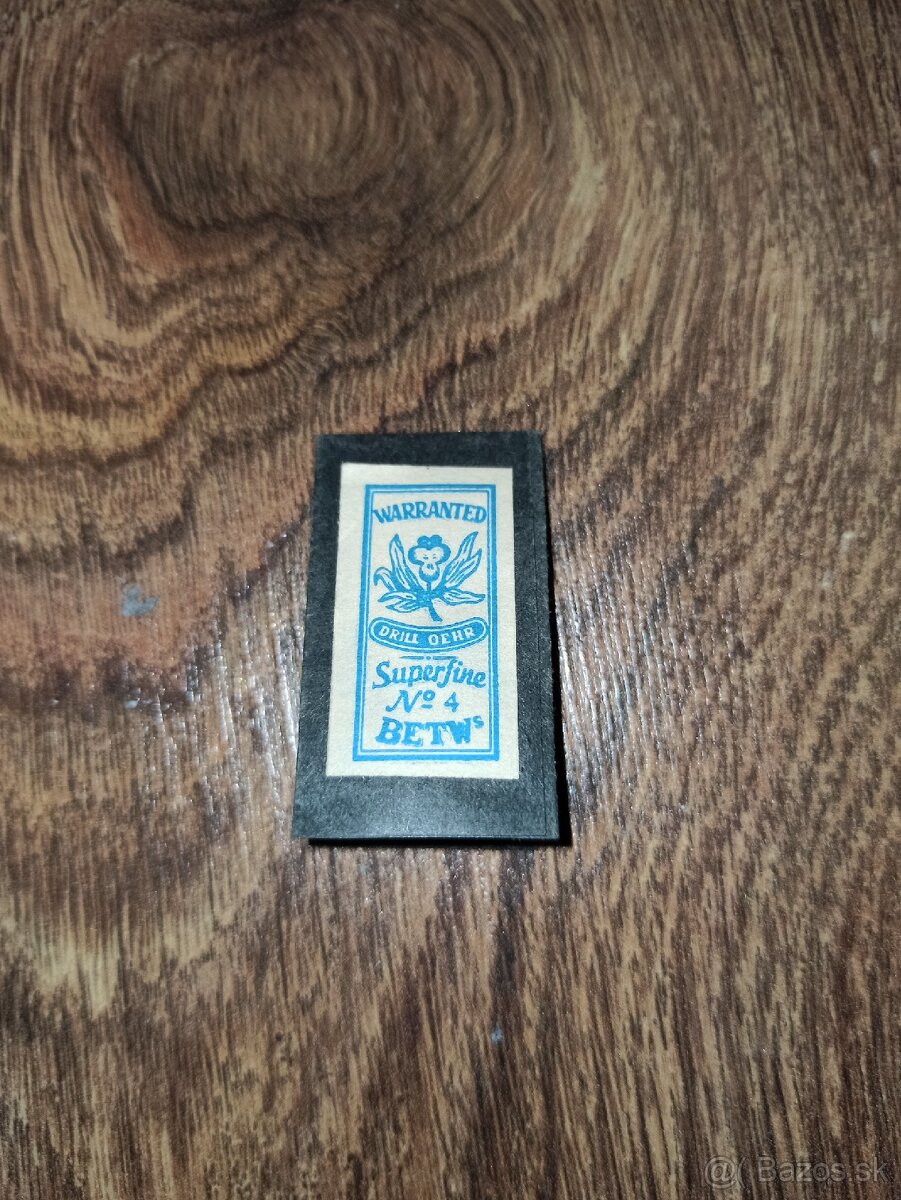 WARRANTED
DRILL OEHR
Superfine
Nº 4
BETWs
@( Bazos.sk